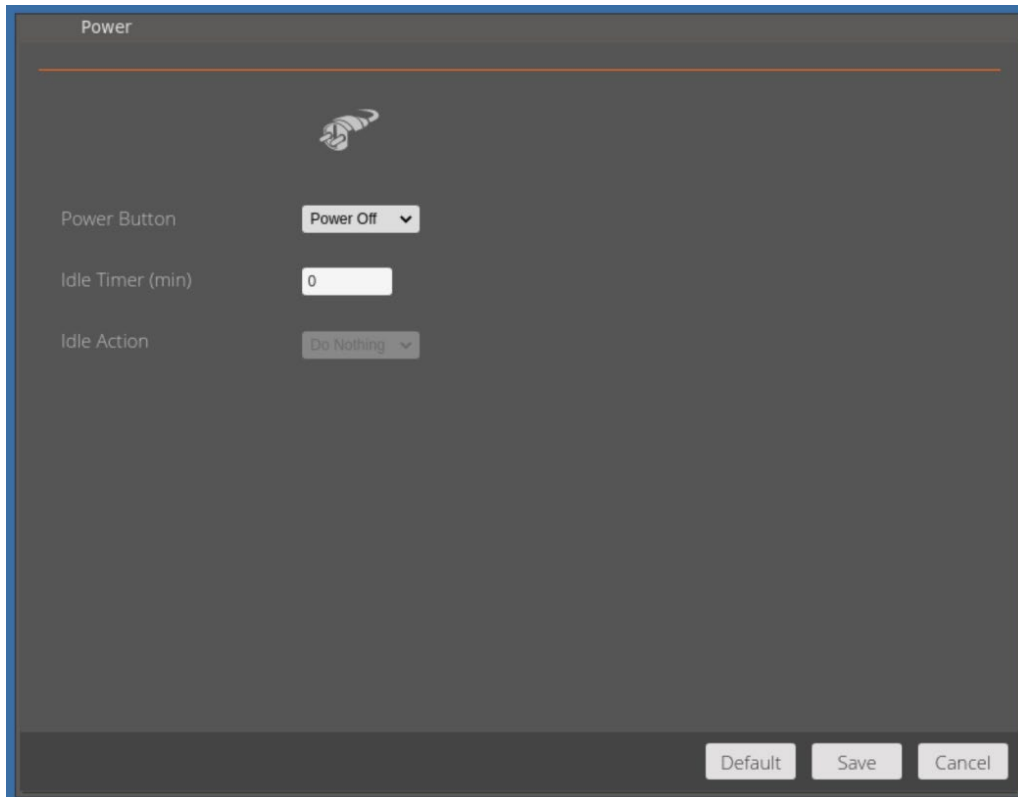 Power
Power Button Power Off
Idle Timer (min) 0
Idle Action Do Nothing
Default Save Cancel